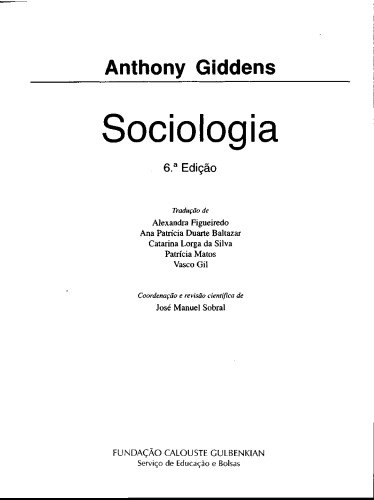 Anthony Giddens
Sociologia
6.ª Edição
Tradução de
Alexandra Figueiredo
Ana Patrícia Duarte Baltazar
Catarina Lorga da Silva
Patrícia Matos
Vasco Gil
Coordenação e revisão científica de
José Manuel Sobral
FUNDAÇÃO CALOUSTE GULBENKIAN
Serviço de Educação e Bolsas